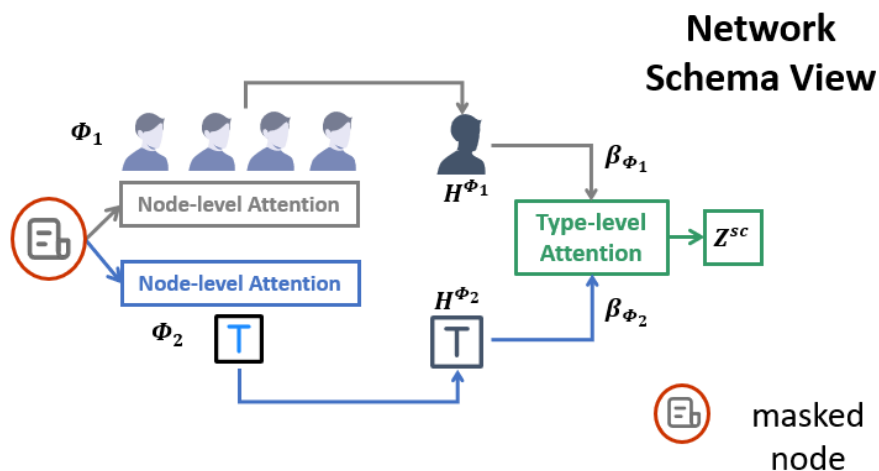 Network
Schema View
Φ₁
Node-level Attention
H^Φ₁
β_Φ₁
Type-level
Attention
Z^sc
Node-level Attention
Φ₂
T
H^Φ₂
T
β_Φ₂
masked
node